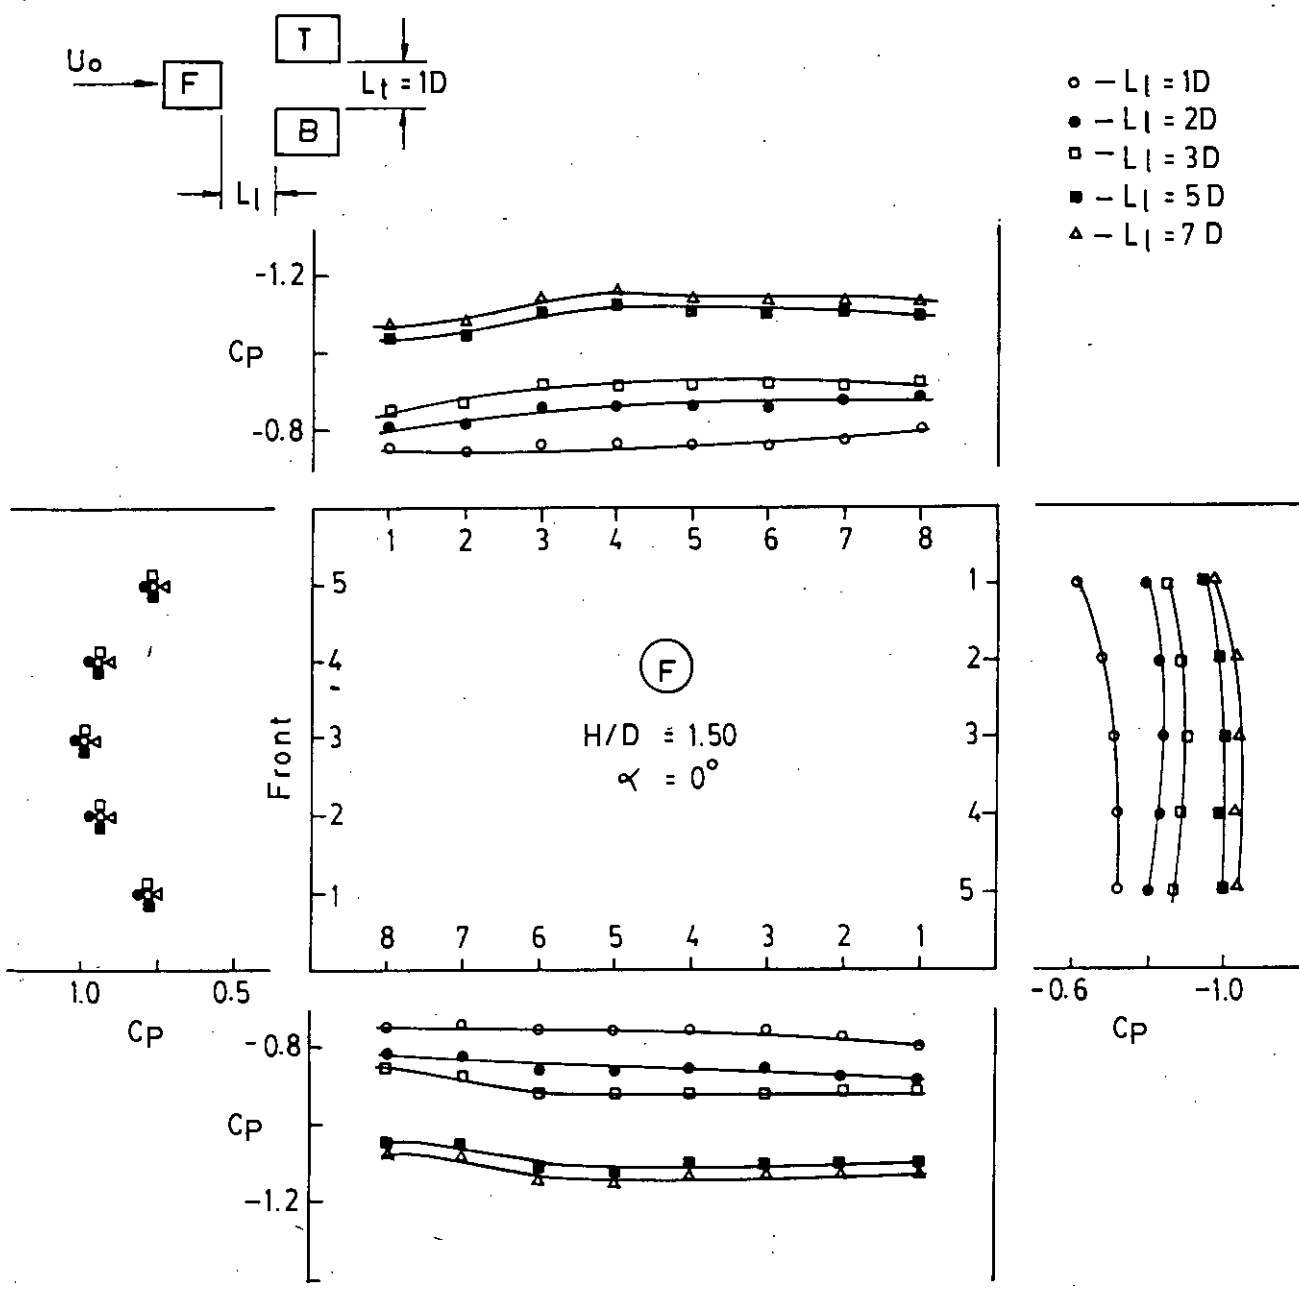 T
U₀
F
Lt = 1D
B
Ll
○ – Ll = 1D
● – Ll = 2D
□ – Ll = 3D
■ – Ll = 5D
△ – Ll = 7D
-1.2
CP
-0.8
1 2 3 4 5 6 7 8
5
4
3
2
1
Front
F
H/D = 1.50
α = 0°
1
2
3
4
5
8 7 6 5 4 3 2 1
1.0 0.5
CP
-0.6 -1.0
CP
-0.8
CP
-1.2